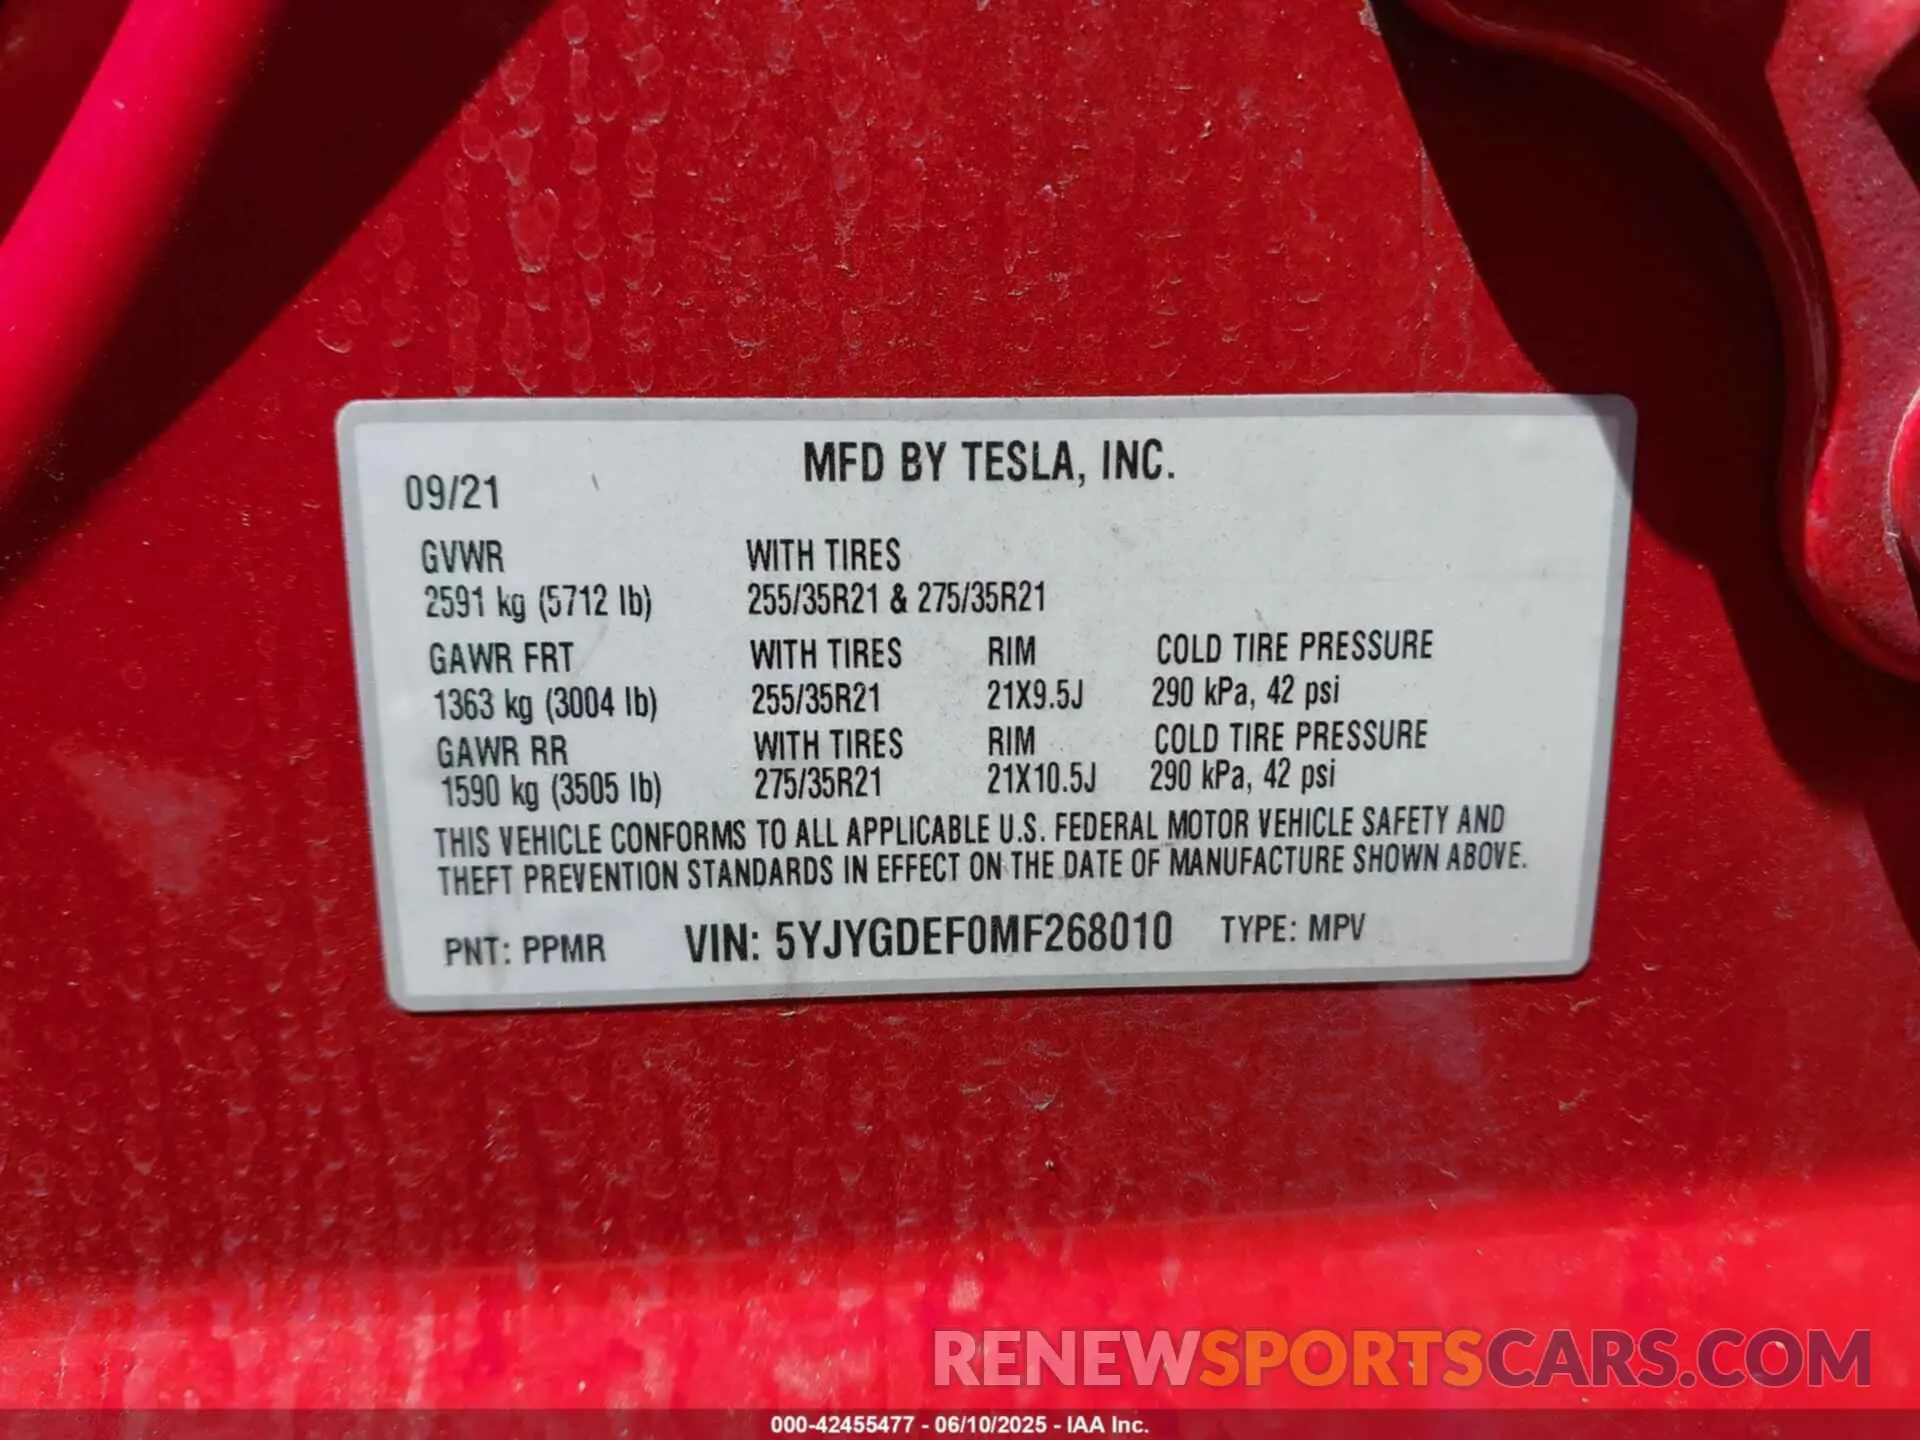 MFD BY TESLA, INC.
09/21
GVWR WITH TIRES
2591 kg (5712 lb) 255/35R21 & 275/35R21
GAWR FRT WITH TIRES RIM COLD TIRE PRESSURE
1363 kg (3004 lb) 255/35R21 21X9.5J 290 kPa, 42 psi
GAWR RR WITH TIRES RIM COLD TIRE PRESSURE
1590 kg (3505 lb) 275/35R21 21X10.5J 290 kPa, 42 psi
THIS VEHICLE CONFORMS TO ALL APPLICABLE U.S. FEDERAL MOTOR VEHICLE SAFETY AND
THEFT PREVENTION STANDARDS IN EFFECT ON THE DATE OF MANUFACTURE SHOWN ABOVE.
PNT: PPMR VIN: 5YJYGDEF0MF268010 TYPE: MPV
RENEWSPORTSCARS.COM
000-42455477 - 06/10/2025 - IAA Inc.